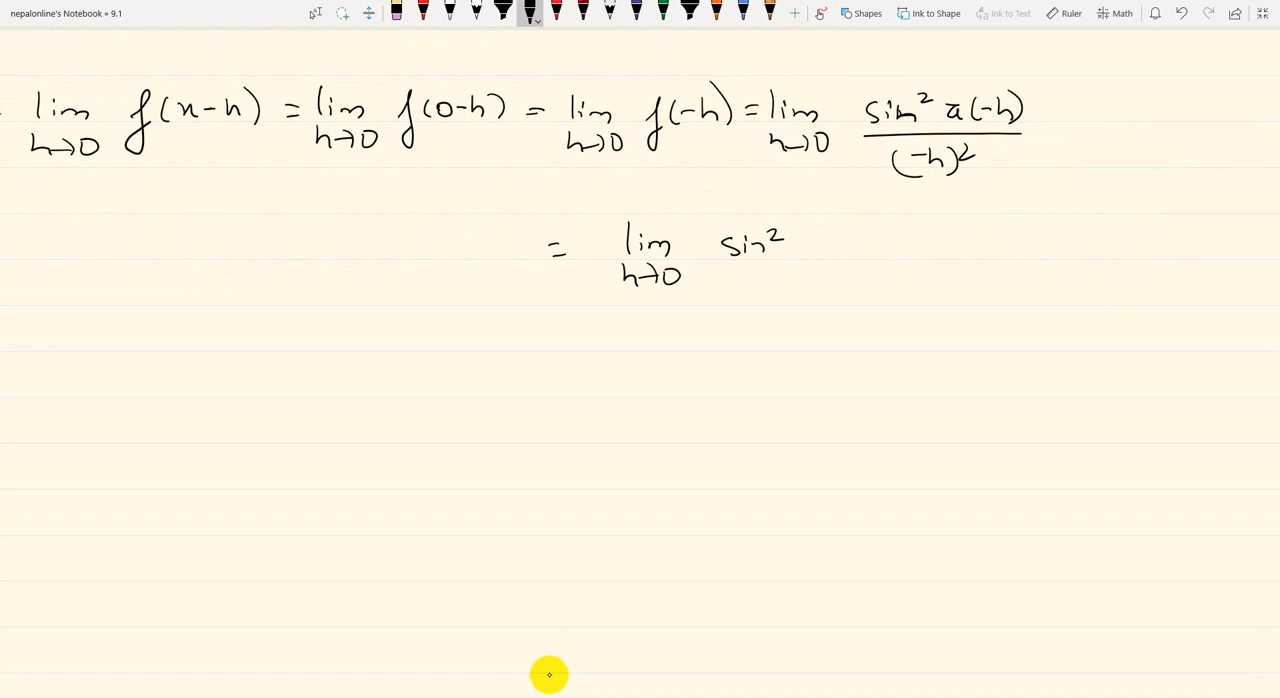 nepalonline's Notebook » 9.1 Shapes Ink to Shape Ink to Text Ruler Math
= lim h→0 f(x-h) = lim h→0 f(0-h) = lim h→0 f(-h) = lim h→0 sin² a(-h) / (-h)²
= lim h→0 sin²